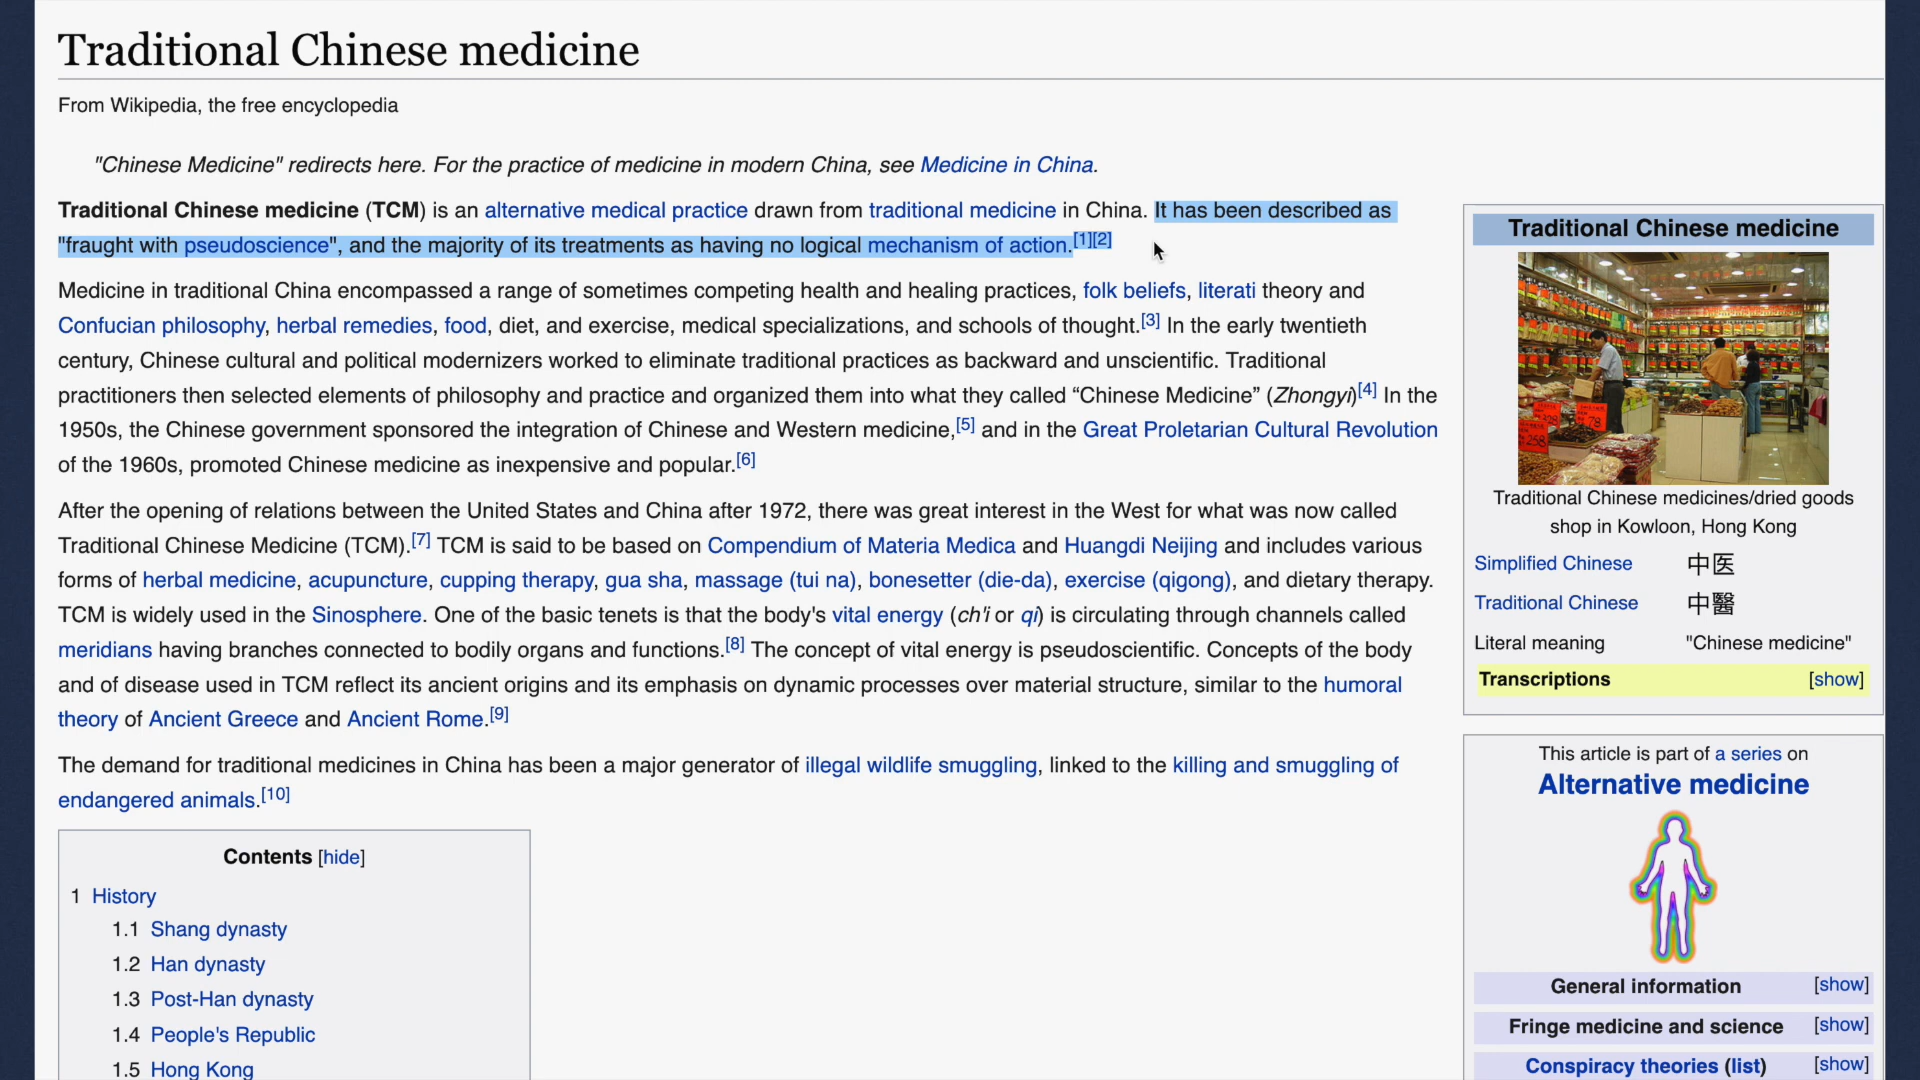 Traditional Chinese medicine
From Wikipedia, the free encyclopedia
"Chinese Medicine" redirects here. For the practice of medicine in modern China, see Medicine in China.
Traditional Chinese medicine (TCM) is an alternative medical practice drawn from traditional medicine in China. It has been described as
"fraught with pseudoscience", and the majority of its treatments as having no logical mechanism of action.[1][2]
Medicine in traditional China encompassed a range of sometimes competing health and healing practices, folk beliefs, literati theory and
Confucian philosophy, herbal remedies, food, diet, and exercise, medical specializations, and schools of thought.[3] In the early twentieth
century, Chinese cultural and political modernizers worked to eliminate traditional practices as backward and unscientific. Traditional
practitioners then selected elements of philosophy and practice and organized them into what they called “Chinese Medicine” (Zhongyi)[4] In the
1950s, the Chinese government sponsored the integration of Chinese and Western medicine,[5] and in the Great Proletarian Cultural Revolution
of the 1960s, promoted Chinese medicine as inexpensive and popular.[6]
After the opening of relations between the United States and China after 1972, there was great interest in the West for what was now called
Traditional Chinese Medicine (TCM).[7] TCM is said to be based on Compendium of Materia Medica and Huangdi Neijing and includes various
forms of herbal medicine, acupuncture, cupping therapy, gua sha, massage (tui na), bonesetter (die-da), exercise (qigong), and dietary therapy.
TCM is widely used in the Sinosphere. One of the basic tenets is that the body's vital energy (ch'i or qi) is circulating through channels called
meridians having branches connected to bodily organs and functions.[8] The concept of vital energy is pseudoscientific. Concepts of the body
and of disease used in TCM reflect its ancient origins and its emphasis on dynamic processes over material structure, similar to the humoral
theory of Ancient Greece and Ancient Rome.[9]
The demand for traditional medicines in China has been a major generator of illegal wildlife smuggling, linked to the killing and smuggling of
endangered animals.[10]
Contents [hide]
1 History
1.1 Shang dynasty
1.2 Han dynasty
1.3 Post-Han dynasty
1.4 People's Republic
1.5 Hong Kong
Traditional Chinese medicine
Traditional Chinese medicines/dried goods
shop in Kowloon, Hong Kong
Simplified Chinese 中医
Traditional Chinese 中醫
Literal meaning "Chinese medicine"
Transcriptions [show]
This article is part of a series on
Alternative medicine
General information [show]
Fringe medicine and science [show]
Conspiracy theories (list) [show]